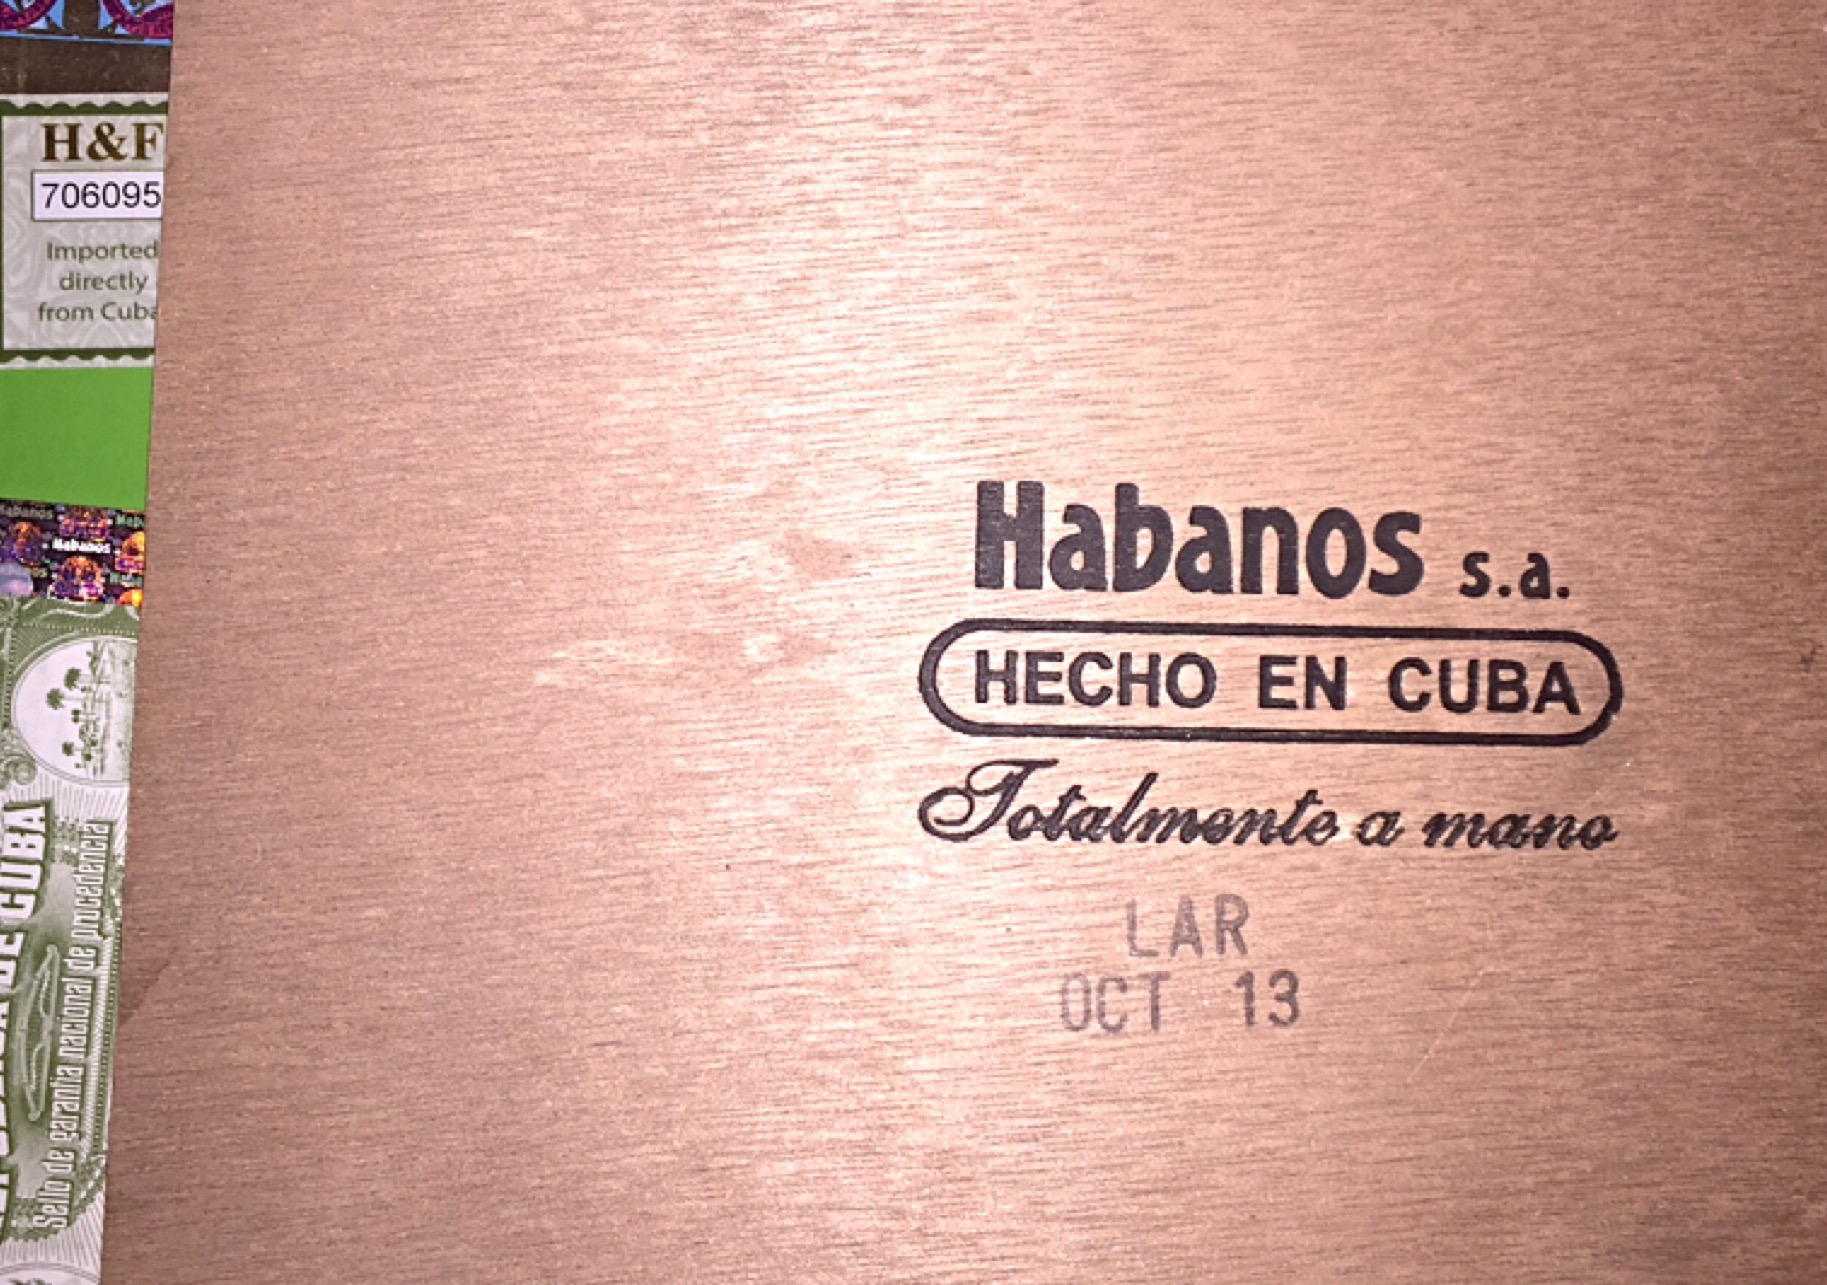 H&F
706095
Imported
directly
from Cuba
Habanos
Sello de garantia nacional de procedencia
Habanos s.a.
HECHO EN CUBA
Totalmente a mano
LAR
OCT 13